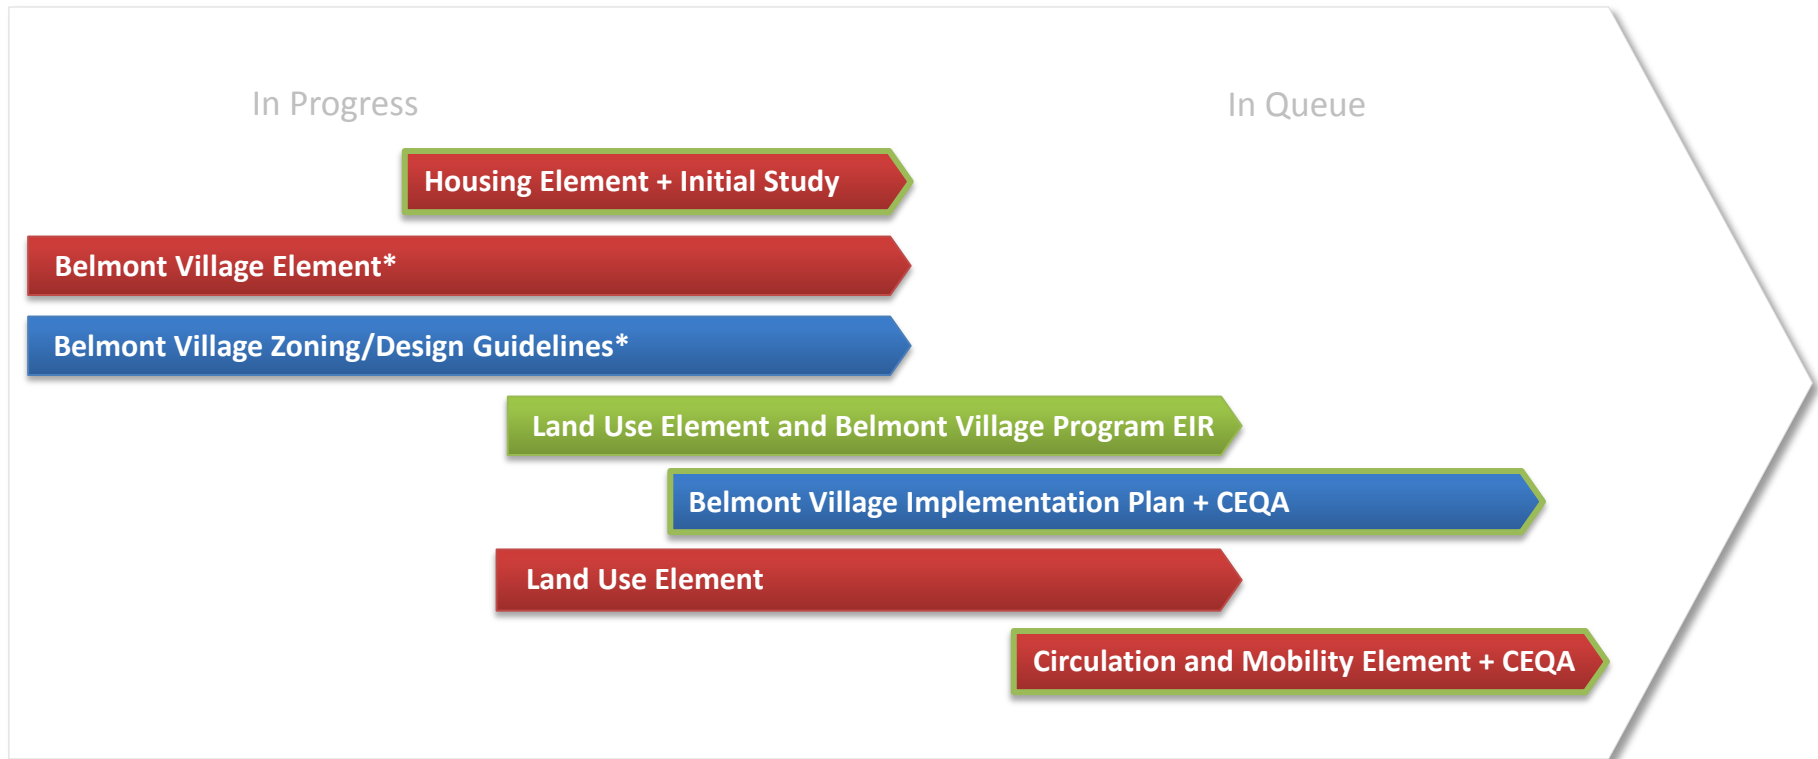 In Progress
In Queue
Housing Element + Initial Study
Belmont Village Element*
Belmont Village Zoning/Design Guidelines*
Land Use Element and Belmont Village Program EIR
Belmont Village Implementation Plan + CEQA
Land Use Element
Circulation and Mobility Element + CEQA